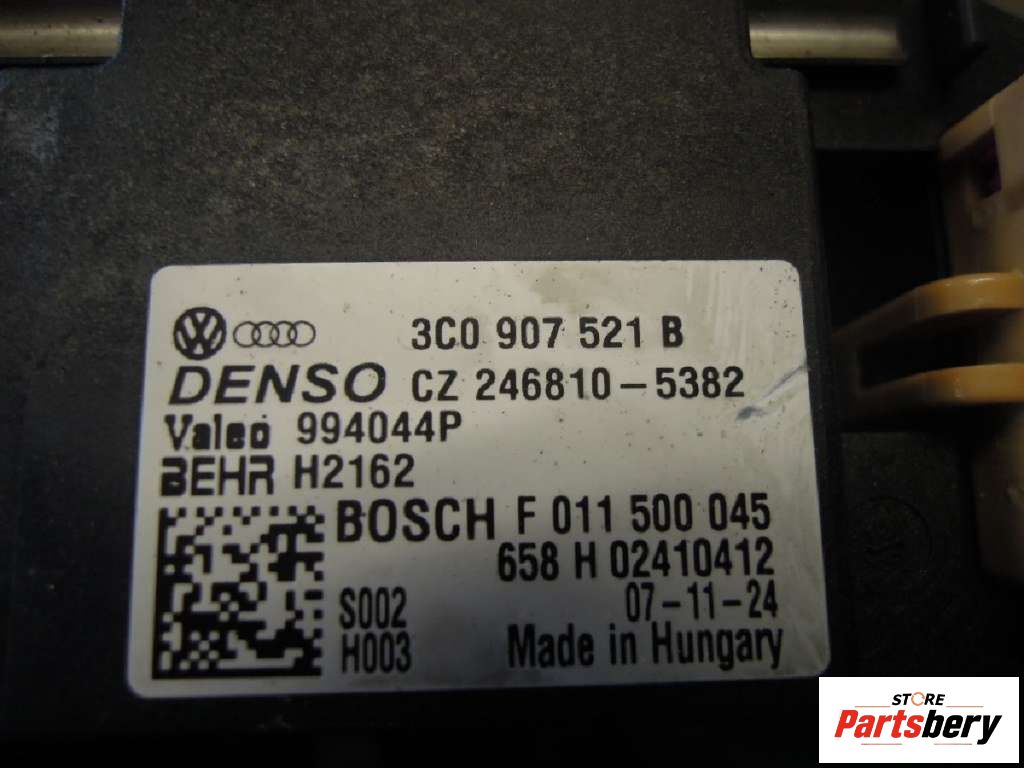 3C0 907 521 B
DENSO CZ 246810-5382
Valeo 994044P
BEHR H2162
BOSCH F 011 500 045
658 H 02410412
S002 07-11-24
H003 Made in Hungary
STORE
Partsbery